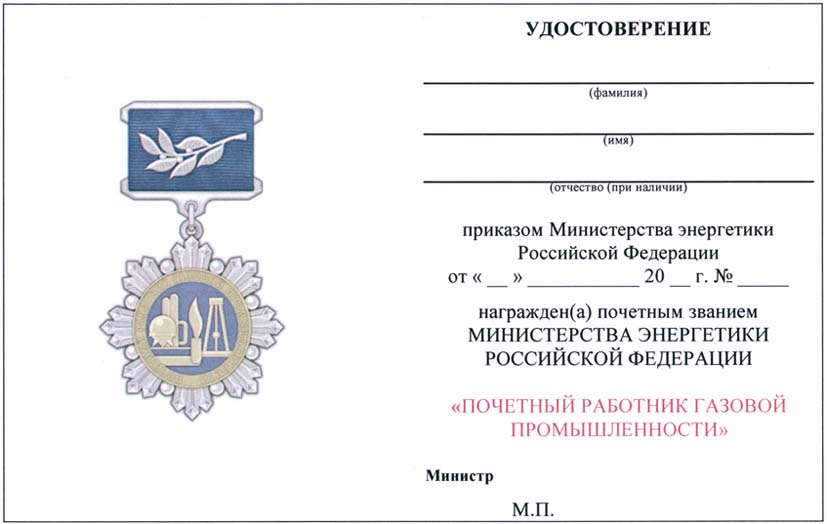 УДОСТОВЕРЕНИЕ
(фамилия)
(имя)
(отчество (при наличии)
приказом Министерства энергетики
Российской Федерации
от « __ » ___________ 20 __ г. № _____
награжден(а) почетным званием
МИНИСТЕРСТВА ЭНЕРГЕТИКИ
РОССИЙСКОЙ ФЕДЕРАЦИИ
«ПОЧЕТНЫЙ РАБОТНИК ГАЗОВОЙ
ПРОМЫШЛЕННОСТИ»
Министр
М.П.